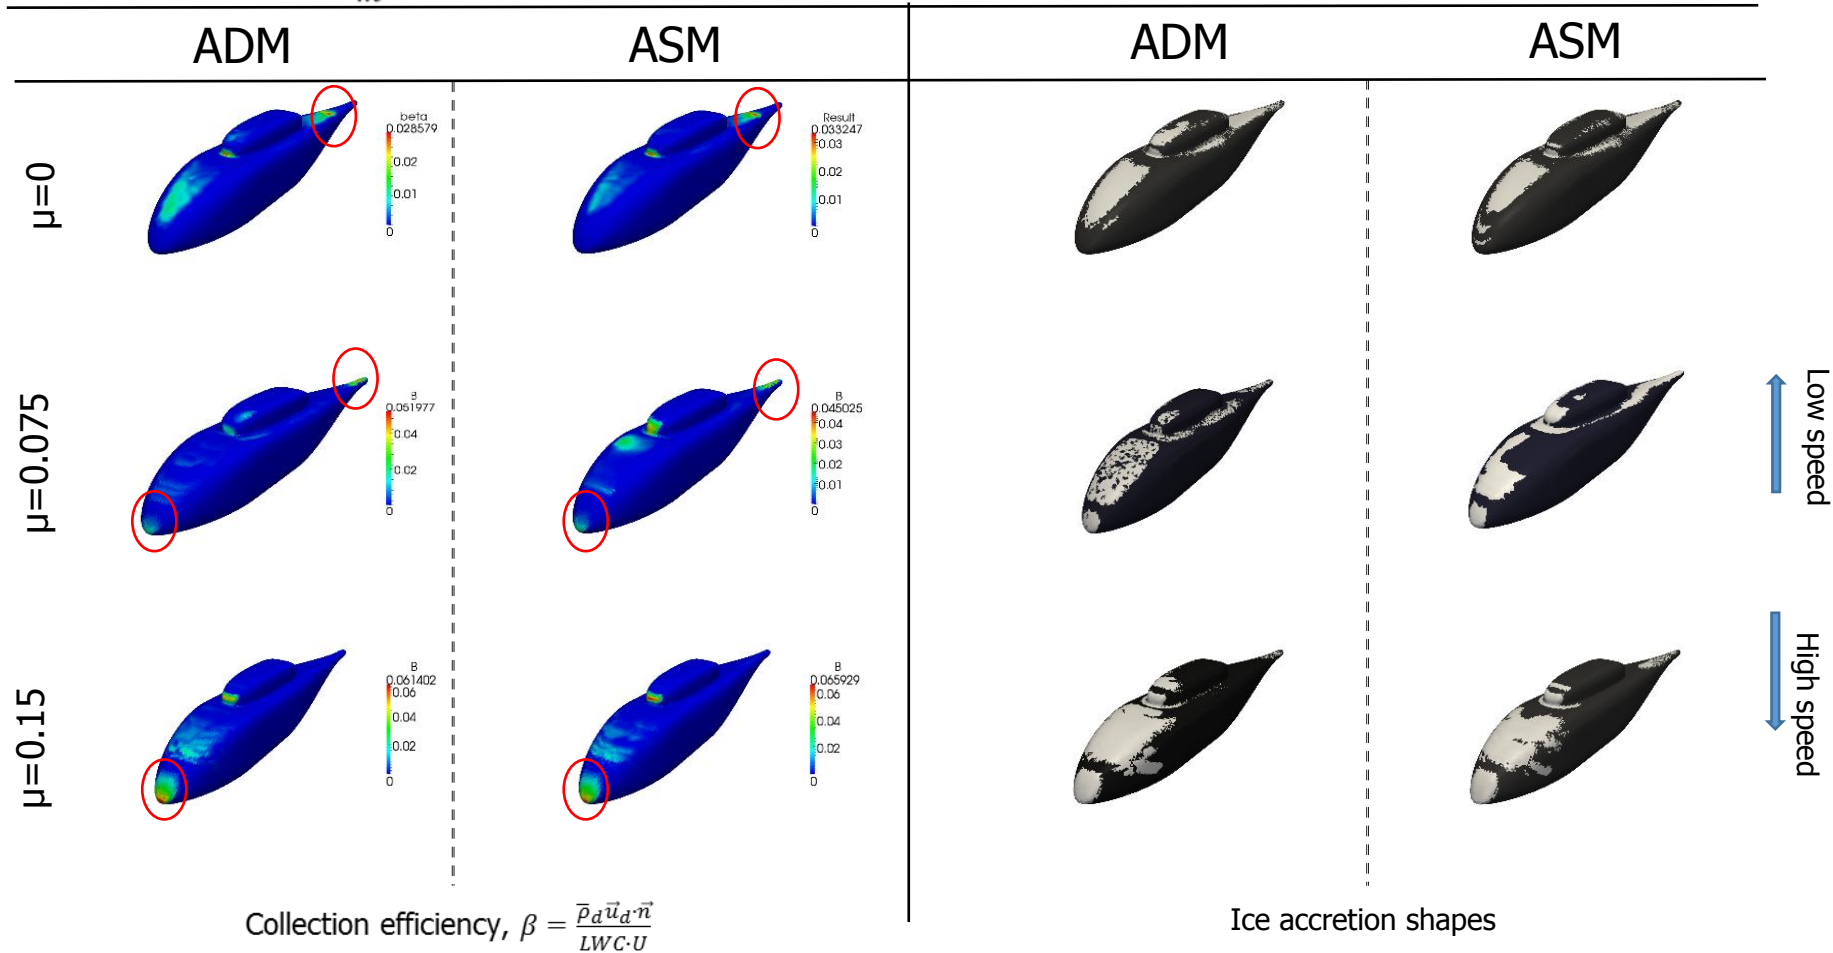 ADM ASM ADM ASM
μ=0
beta
0.028579
0.02
0.01
0
Result
0.033247
0.03
0.02
0.01
0
μ=0.075
B
0.051977
0.04
0.02
0
B
0.045025
0.04
0.03
0.02
0.01
0
Low speed
μ=0.15
B
0.061402
0.06
0.04
0.02
0
B
0.065929
0.06
0.04
0.02
0
High speed
Collection efficiency, β = ρ̅_d u⃗_d·n⃗ / LWC·U
Ice accretion shapes